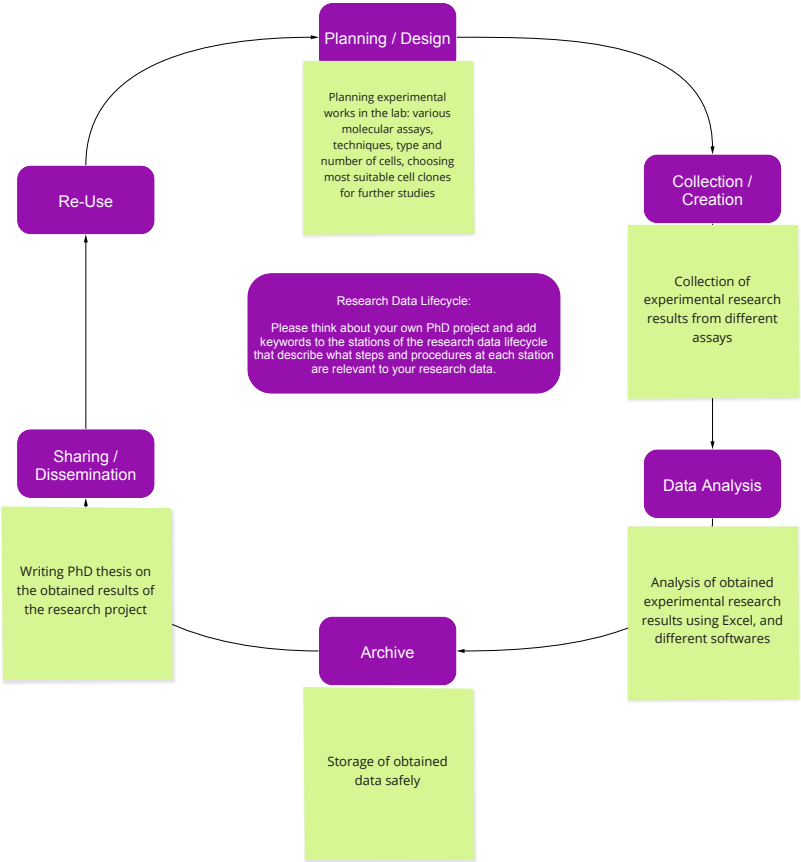 Planning / Design
Planning experimental
works in the lab: various
molecular assays,
techniques, type and
number of cells, choosing
most suitable cell clones
for further studies
Re-Use
Collection /
Creation
Collection of
experimental research
results from different
assays
Research Data Lifecycle:
Please think about your own PhD project and add
keywords to the stations of the research data lifecycle
that describe what steps and procedures at each station
are relevant to your research data.
Sharing /
Dissemination
Writing PhD thesis on
the obtained results of
the research project
Data Analysis
Analysis of obtained
experimental research
results using Excel, and
different softwares
Archive
Storage of obtained
data safely